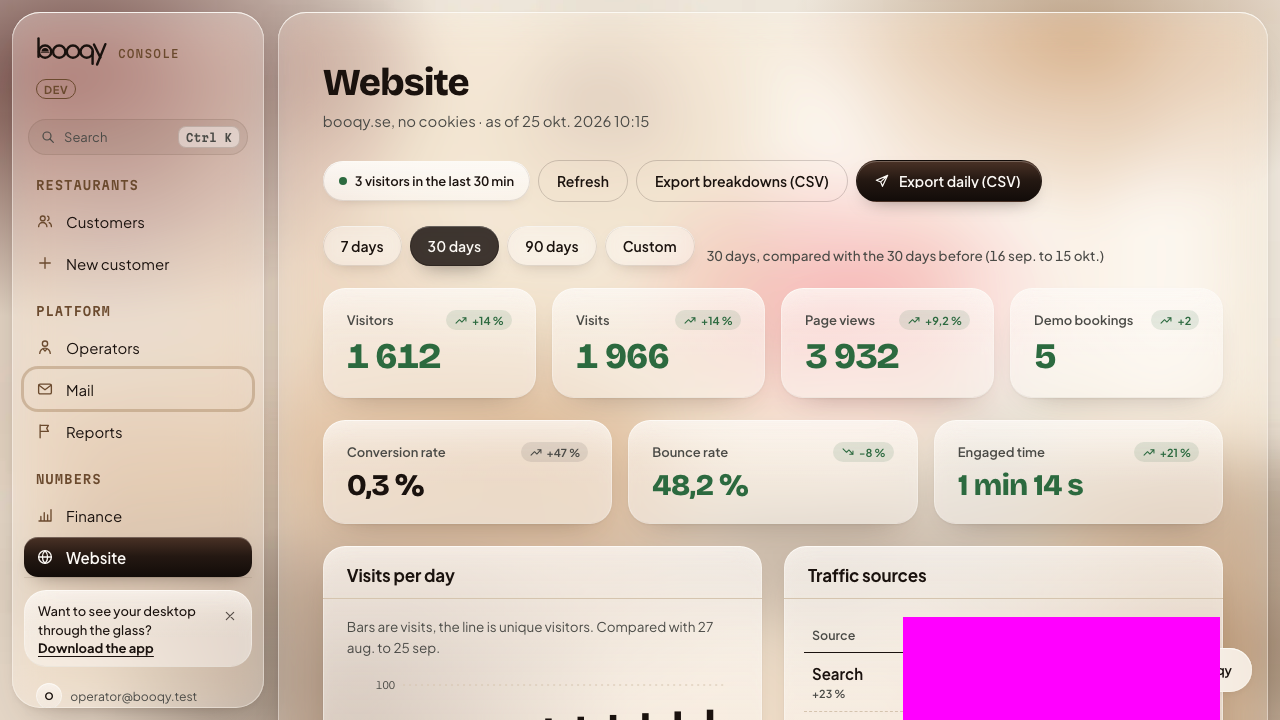 booqy CONSOLE
DEV
Search Ctrl K
RESTAURANTS
Customers
New customer
PLATFORM
Operators
Mail
Reports
NUMBERS
Finance
Website
Want to see your desktop
through the glass?
Download the app
O operator@booqy.test
Website
booqy.se, no cookies · as of 25 okt. 2026 10:15
3 visitors in the last 30 min
Refresh
Export breakdowns (CSV)
Export daily (CSV)
7 days
30 days
90 days
Custom
30 days, compared with the 30 days before (16 sep. to 15 okt.)
Visitors +14 %
1 612
Visits +14 %
1 966
Page views +9,2 %
3 932
Demo bookings +2
5
Conversion rate +47 %
0,3 %
Bounce rate -8 %
48,2 %
Engaged time +21 %
1 min 14 s
Visits per day
Bars are visits, the line is unique visitors. Compared with 27
aug. to 25 sep.
100
Traffic sources
Source
Search
+23 %